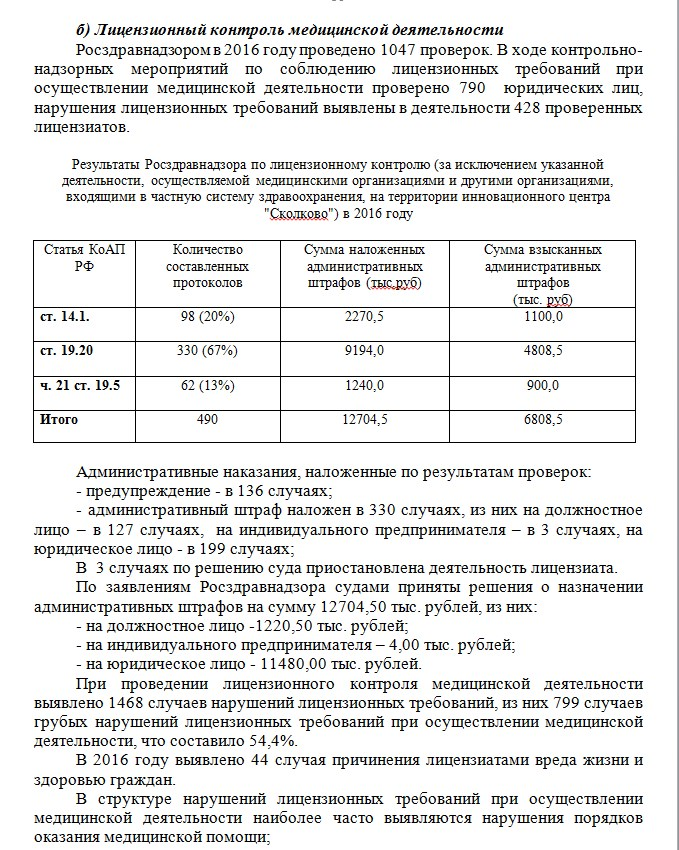 б) Лицензионный контроль медицинской деятельности
Росздравнадзором в 2016 году проведено 1047 проверок. В ходе контрольно-
надзорных мероприятий по соблюдению лицензионных требований при
осуществлении медицинской деятельности проверено 790 юридических лиц,
нарушения лицензионных требований выявлены в деятельности 428 проверенных
лицензиатов.
Результаты Росздравнадзора по лицензионному контролю (за исключением указанной
деятельности, осуществляемой медицинскими организациями и другими организациями,
входящими в частную систему здравоохранения, на территории инновационного центра
"Сколково") в 2016 году
Статья КоАП РФ | Количество составленных протоколов | Сумма наложенных административных штрафов (тыс.руб) | Сумма взысканных административных штрафов (тыс. руб)
ст. 14.1. | 98 (20%) | 2270,5 | 1100,0
ст. 19.20 | 330 (67%) | 9194,0 | 4808,5
ч. 21 ст. 19.5 | 62 (13%) | 1240,0 | 900,0
Итого | 490 | 12704,5 | 6808,5
Административные наказания, наложенные по результатам проверок:
- предупреждение - в 136 случаях;
- административный штраф наложен в 330 случаях, из них на должностное
лицо – в 127 случаях, на индивидуального предпринимателя – в 3 случаях, на
юридическое лицо - в 199 случаях;
В 3 случаях по решению суда приостановлена деятельность лицензиата.
По заявлениям Росздравнадзора судами приняты решения о назначении
административных штрафов на сумму 12704,50 тыс. рублей, из них:
- на должностное лицо -1220,50 тыс. рублей;
- на индивидуального предпринимателя – 4,00 тыс. рублей;
- на юридическое лицо - 11480,00 тыс. рублей.
При проведении лицензионного контроля медицинской деятельности
выявлено 1468 случаев нарушений лицензионных требований, из них 799 случаев
грубых нарушений лицензионных требований при осуществлении медицинской
деятельности, что составило 54,4%.
В 2016 году выявлено 44 случая причинения лицензиатами вреда жизни и
здоровью граждан.
В структуре нарушений лицензионных требований при осуществлении
медицинской деятельности наиболее часто выявляются нарушения порядков
оказания медицинской помощи;